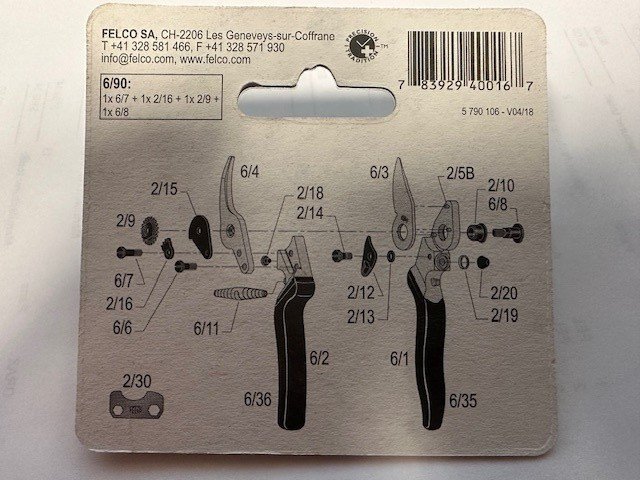 FELCO SA, CH-2206 Les Geneveys-sur-Coffrane
T +41 328 581 466, F +41 328 571 930
info@felco.com, www.felco.com
PRECISION
TRADITION
TM
7 83929 40016 7
5 790 106 - V04/18
6/90:
1x 6/7 + 1x 2/16 + 1x 2/9 +
1x 6/8
6/4
6/3
2/5B
2/15
2/18
2/10
2/14
6/8
2/9
6/7
2/16
6/6
6/11
2/12
2/13
2/20
2/19
6/2
6/1
2/30
6/36
6/35